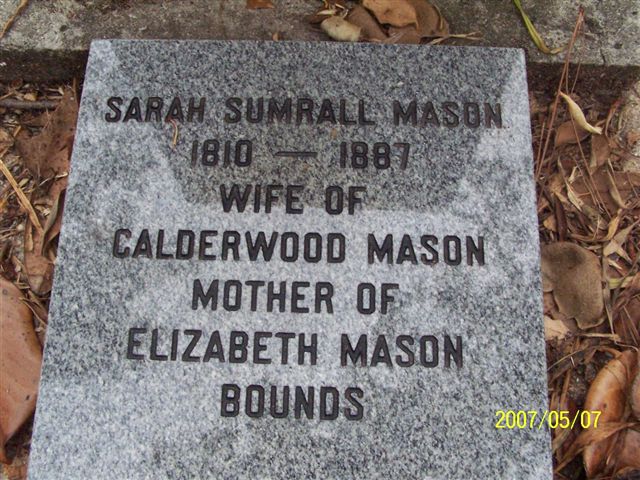 SARAH SUMRALL MASON
1810 — 1887
WIFE OF
CALDERWOOD MASON
MOTHER OF
ELIZABETH MASON
BOUNDS
2007/05/07